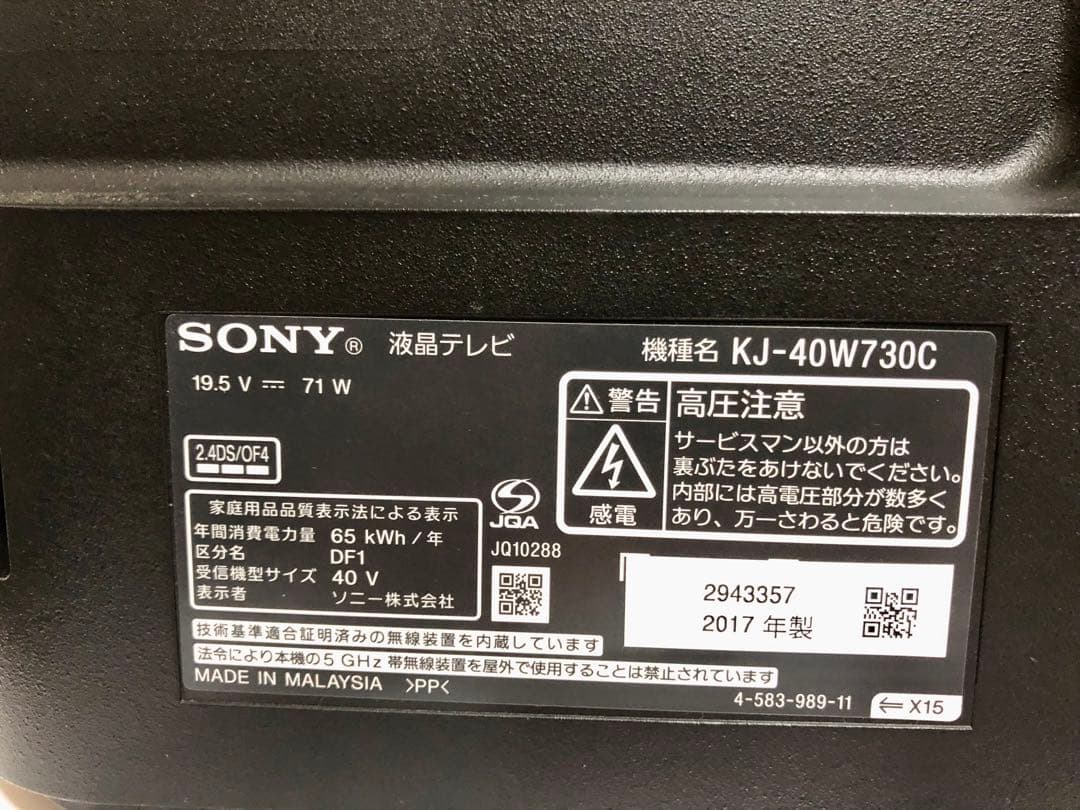 SONY® 液晶テレビ
機種名 KJ-40W730C
19.5 V ⎓ 71 W
2.4DS/OF4
警告
感電
高圧注意
サービスマン以外の方は
裏ぶたをあけないでください。
内部には高電圧部分が数多く
あり、万一さわると危険です。
家庭用品品質表示法による表示
年間消費電力量 65 kWh/年
区分名 DF1
受信機型サイズ 40 V
表示者 ソニー株式会社
JQA
JQ10288
2943357
2017 年製
技術基準適合証明済みの無線装置を内蔵しています
法令により本機の5 GHz 帯無線装置を屋外で使用することは禁止されています
MADE IN MALAYSIA >PP<
4-583-989-11
⇐ X15